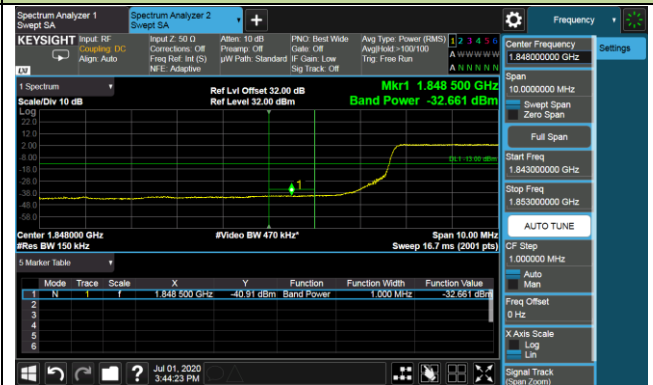 Spectrum Analyzer 1
Swept SA
Spectrum Analyzer 2
Swept SA
+
Frequency
KEYSIGHT
Input: RF
Coupling: DC
Align: Auto
Input Z: 50 Ω
Corrections: Off
Freq Ref: Int (S)
NFE: Adaptive
Atten: 10 dB
Preamp: Off
µW Path: Standard
PNO: Best Wide
Gate: Off
IF Gain: Low
Sig Track: Off
Avg Type: Power (RMS)
Avg|Hold:>100/100
Trig: Free Run
1 2 3 4 5 6
A W W W W W
A N N N N N
LXI
1 Spectrum
Scale/Div 10 dB
Log
Ref Lvl Offset 32.00 dB
Ref Level 32.00 dBm
Mkr1 1.848 500 GHz
Band Power -32.661 dBm
22.0
12.0
2.00
-8.00
-18.0
-28.0
-38.0
-48.0
-58.0
DL1 -13.00 dBm
1
Center 1.848000 GHz
#Res BW 150 kHz
#Video BW 470 kHz*
Span 10.00 MHz
Sweep 16.7 ms (2001 pts)
5 Marker Table
Mode Trace Scale X Y Function Function Width Function Value
1 N 1 f 1.848 500 GHz -40.91 dBm Band Power 1.000 MHz -32.661 dBm
2
3
4
5
6
Jul 01, 2020
3:44:23 PM
Center Frequency
1.848000000 GHz
Settings
Span
10.0000000 MHz
Swept Span
Zero Span
Full Span
Start Freq
1.843000000 GHz
Stop Freq
1.853000000 GHz
AUTO TUNE
CF Step
1.000000 MHz
Auto
Man
Freq Offset
0 Hz
X Axis Scale
Log
Lin
Signal Track
(Span Zoom)